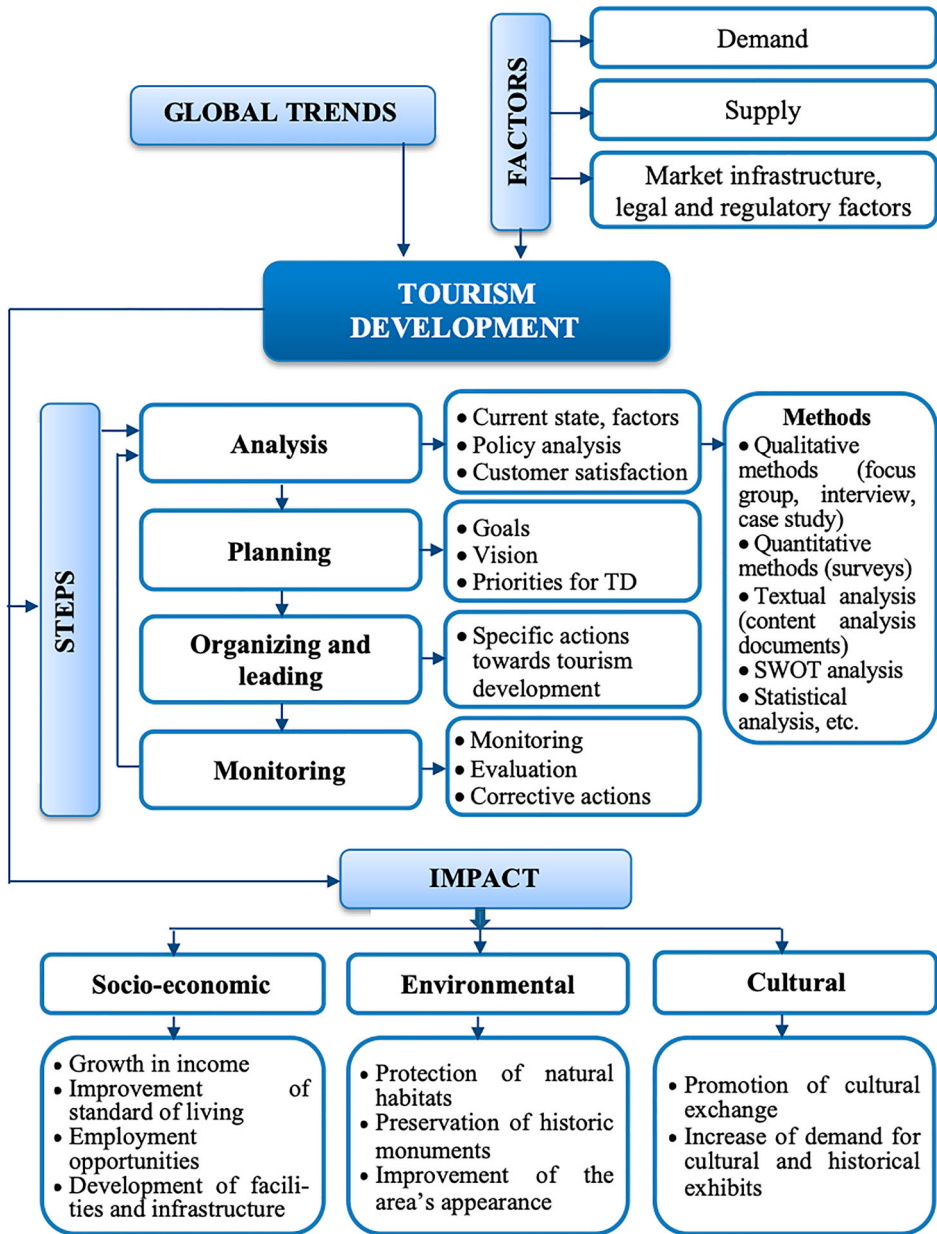 GLOBAL TRENDS
FACTORS
Demand
Supply
Market infrastructure,
legal and regulatory factors
TOURISM
DEVELOPMENT
STEPS
Analysis
• Current state, factors
• Policy analysis
• Customer satisfaction
Methods
• Qualitative
methods (focus
group, interview,
case study)
• Quantitative
methods (surveys)
• Textual analysis
(content analysis
documents)
• SWOT analysis
• Statistical
analysis, etc.
Planning
• Goals
• Vision
• Priorities for TD
Organizing and
leading
• Specific actions
towards tourism
development
Monitoring
• Monitoring
• Evaluation
• Corrective actions
IMPACT
Socio-economic
• Growth in income
• Improvement of
standard of living
• Employment
opportunities
• Development of facili-
ties and infrastructure
Environmental
• Protection of natural
habitats
• Preservation of historic
monuments
• Improvement of the
area's appearance
Cultural
• Promotion of cultural
exchange
• Increase of demand for
cultural and historical
exhibits